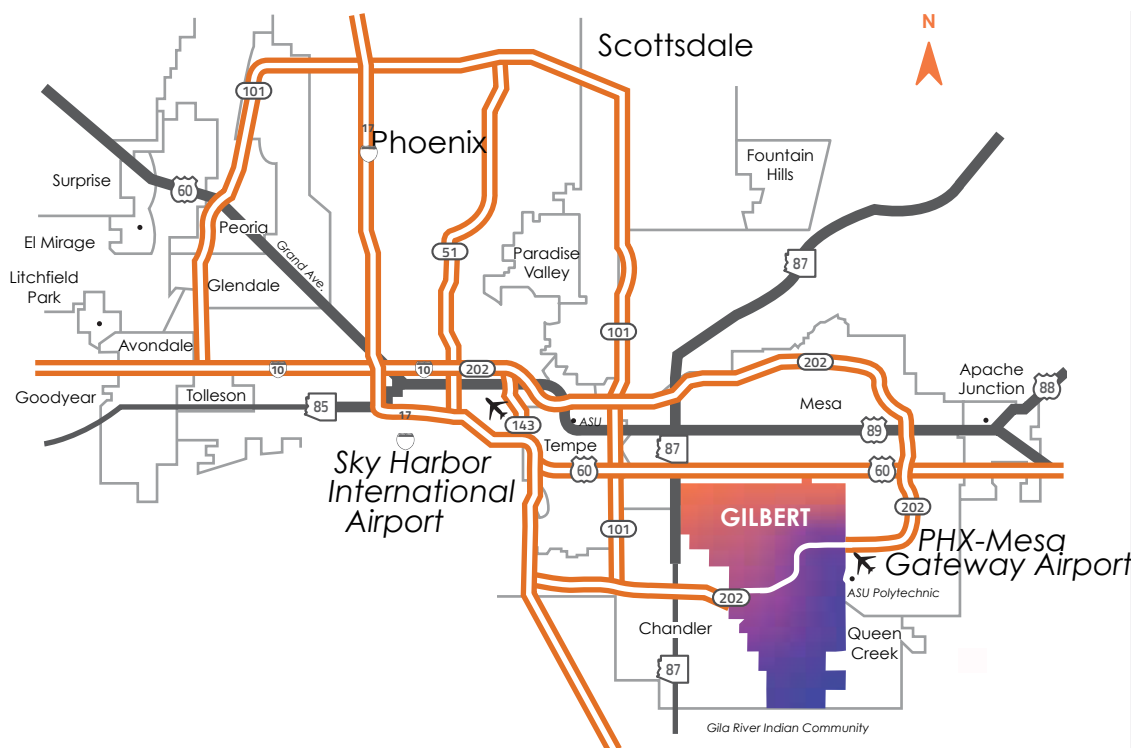 N
Scottsdale
101
101
17
Phoenix
Fountain
Hills
Surprise
60
Peoria
El Mirage
Grand Ave.
51
Paradise
Valley
87
Litchfield
Park
Glendale
101
Avondale
10
10
202
202
Apache
Junction
88
Goodyear
Tolleson
85
17
143
ASU
Mesa
89
Tempe
87
Sky Harbor
International
Airport
60
60
GILBERT
202
101
PHX-Mesa
Gateway Airport
ASU Polytechnic
202
Chandler
Queen
Creek
87
Gila River Indian Community